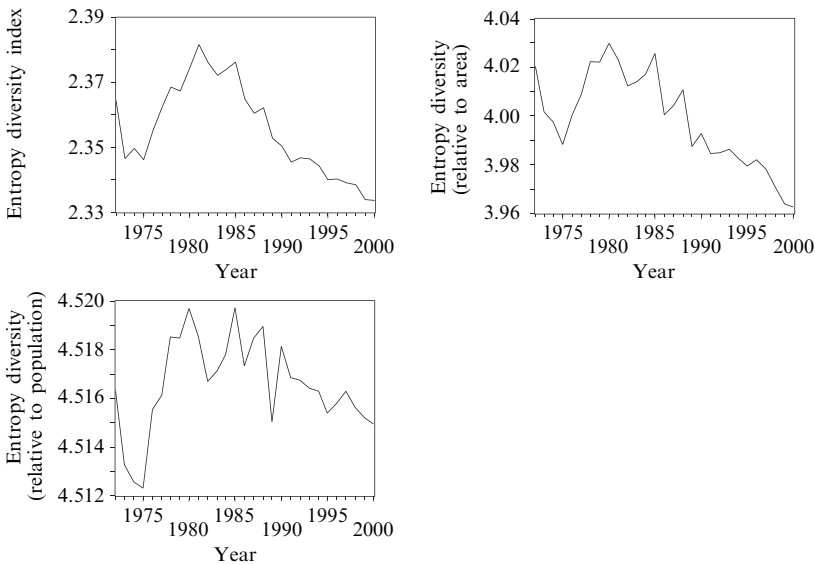 Entropy diversity index
2.39
2.37
2.35
2.33
1975 1985 1995
1980 1990 2000
Year
Entropy diversity
(relative to area)
4.04
4.02
4.00
3.98
3.96
1975 1985 1995
1980 1990 2000
Year
Entropy diversity
(relative to population)
4.520
4.518
4.516
4.514
4.512
1975 1985 1995
1980 1990 2000
Year